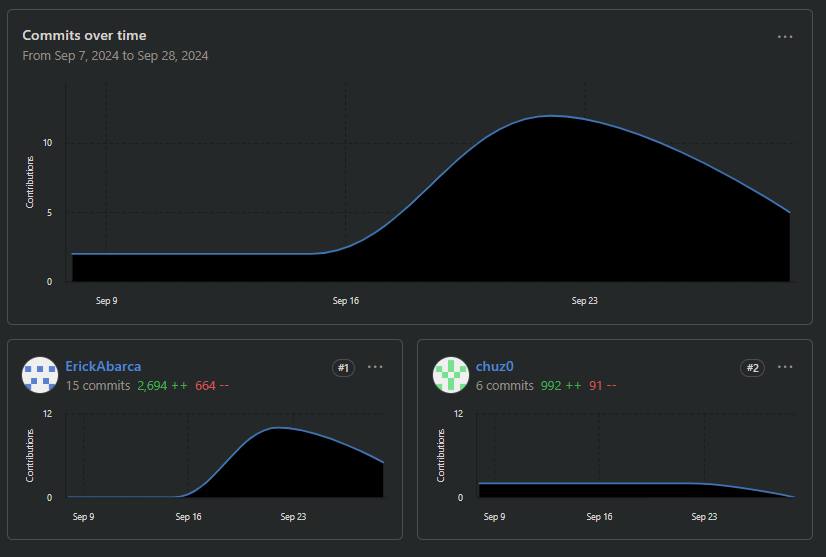 Commits over time
From Sep 7, 2024 to Sep 28, 2024
Contributions
10
5
0
Sep 9 Sep 16 Sep 23
ErickAbarca #1
15 commits 2,694 ++ 664 --
Contributions
12
0
Sep 9 Sep 16 Sep 23
chuz0 #2
6 commits 992 ++ 91 --
Contributions
12
0
Sep 9 Sep 16 Sep 23